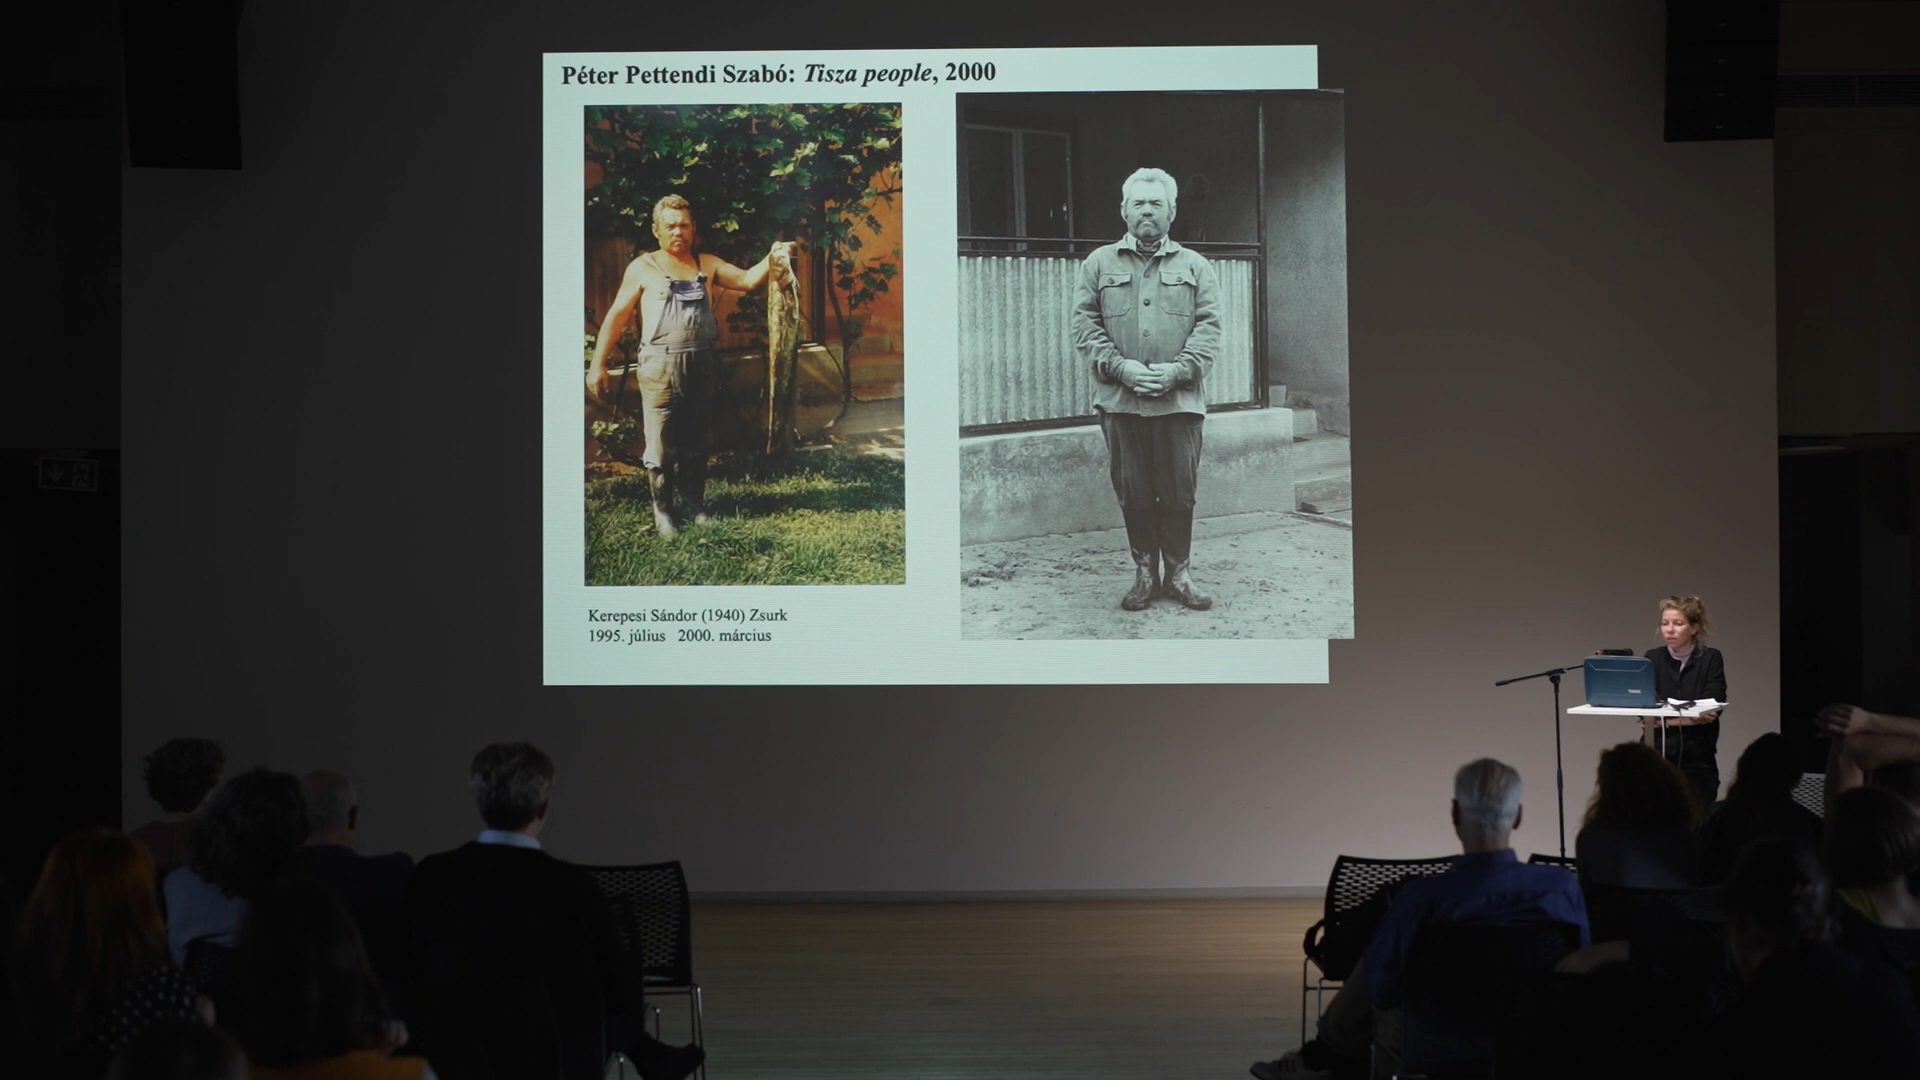 Péter Pettendi Szabó: Tisza people, 2000
Kerepesi Sándor (1940) Zsurk
1995. július 2000. március